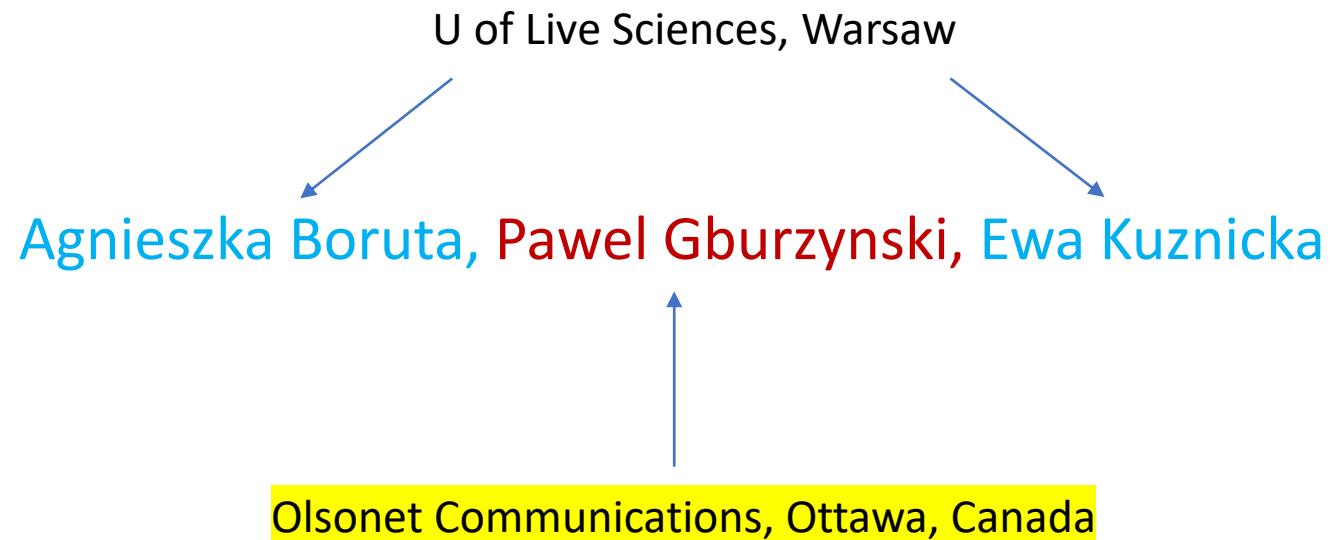 U of Live Sciences, Warsaw
Agnieszka Boruta, Pawel Gburzynski, Ewa Kuznicka
Olsonet Communications, Ottawa, Canada